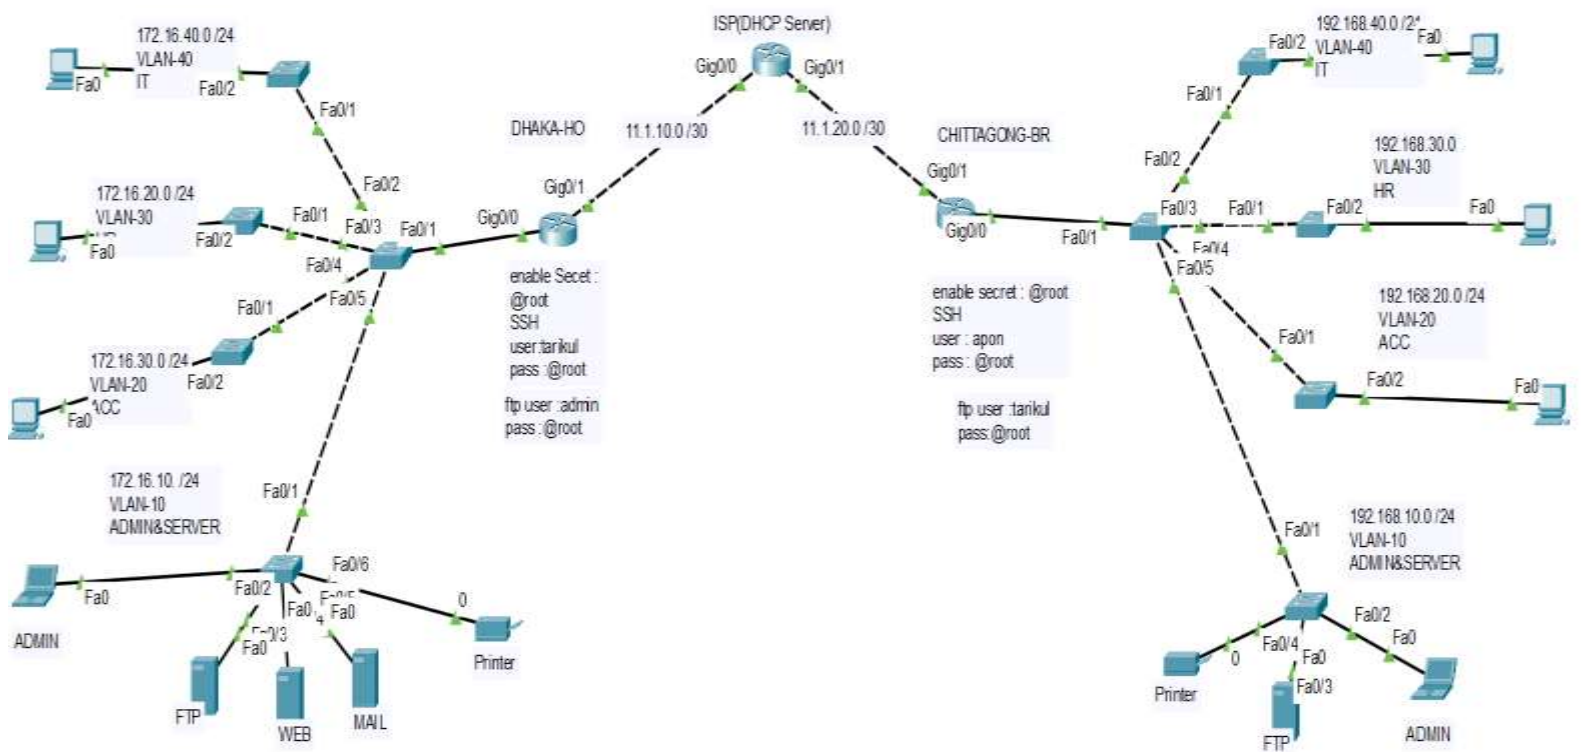 ISP(DHCP Server)
Gig0/0
Gig0/1
11.1.10.0 /30
11.1.20.0 /30
172.16.40.0 /24
VLAN-40
IT
Fa0
Fa0/2
Fa0/1
Fa0/2
DHAKA-HO
Gig0/1
Gig0/0
172.16.20.0 /24
VLAN-30
Fa0
Fa0/2
Fa0/1
Fa0/3
Fa0/1
Fa0/4
Fa0/5
Fa0/1
172.16.30.0 /24
VLAN-20
ACC
Fa0
Fa0/2
enable Secet :
@root
SSH
user:tarikul
pass :@root
ftp user :admin
pass : @root
172.16.10. /24
VLAN-10
ADMIN&SERVER
Fa0/1
Fa0
Fa0/2
Fa0/6
Fa0
Fa0
Fa0
0
ADMIN
FTP
WEB
MAIL
Printer
CHITTAGONG-BR
Gig0/1
Gig0/0
Fa0/1
192.168.40.0 /24
VLAN-40
IT
Fa0/2
Fa0
Fa0/1
Fa0/2
192.168.30.0
VLAN-30
HR
Fa0/3
Fa0/1
Fa0/2
Fa0
Fa0/4
Fa0/5
192.168.20.0 /24
VLAN-20
ACC
Fa0/1
Fa0/2
Fa0
enable secret : @root
SSH
user : apon
pass : @root
ftp user :tarikul
pass:@root
192.168.10.0 /24
VLAN-10
ADMIN&SERVER
Fa0/1
Fa0/2
Fa0
Fa0/4
0
Fa0
Fa0/3
Printer
FTP
ADMIN